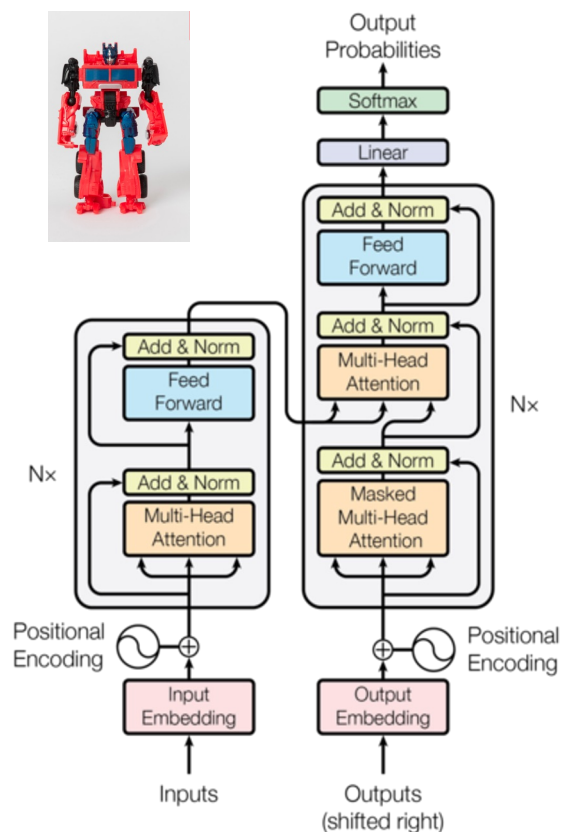 Output
Probabilities
Softmax
Linear
Add & Norm
Feed
Forward
Add & Norm
Multi-Head
Attention
Add & Norm
Masked
Multi-Head
Attention
N×
Add & Norm
Feed
Forward
Add & Norm
Multi-Head
Attention
N×
Positional
Encoding
Positional
Encoding
Input
Embedding
Output
Embedding
Inputs
Outputs
(shifted right)